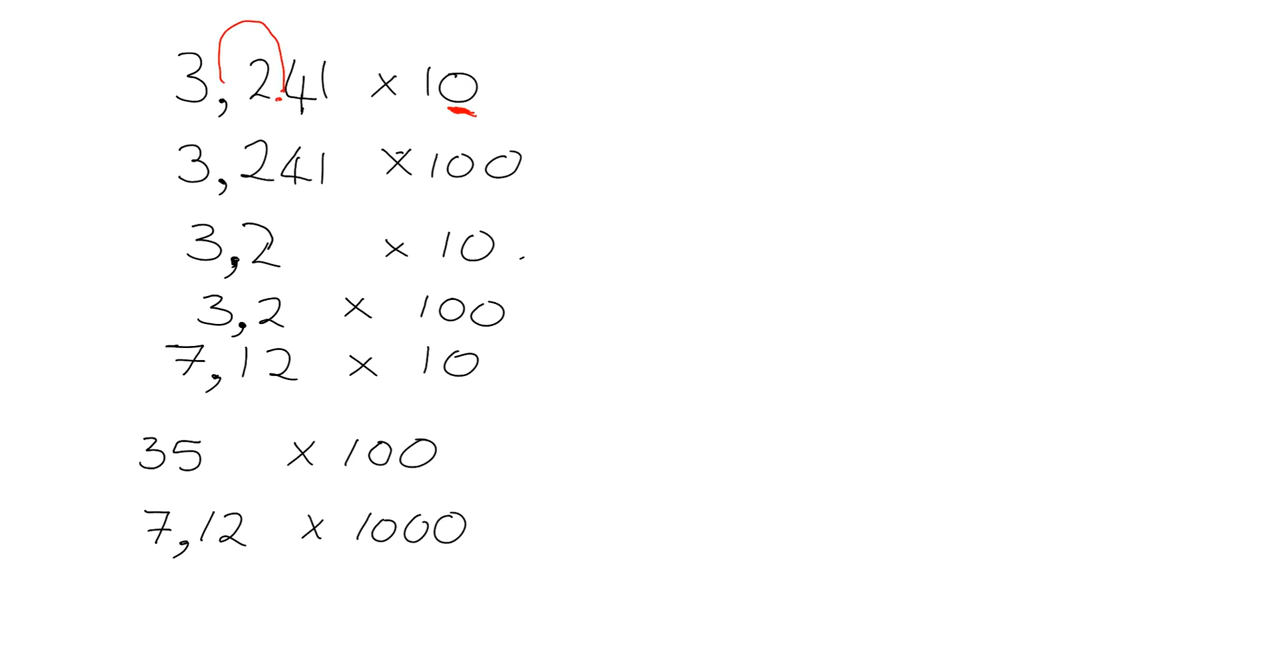 3,241 × 10
3,241 × 100
3,2 × 10.
3,2 × 100
7,12 × 10
35 × 100
7,12 × 1000